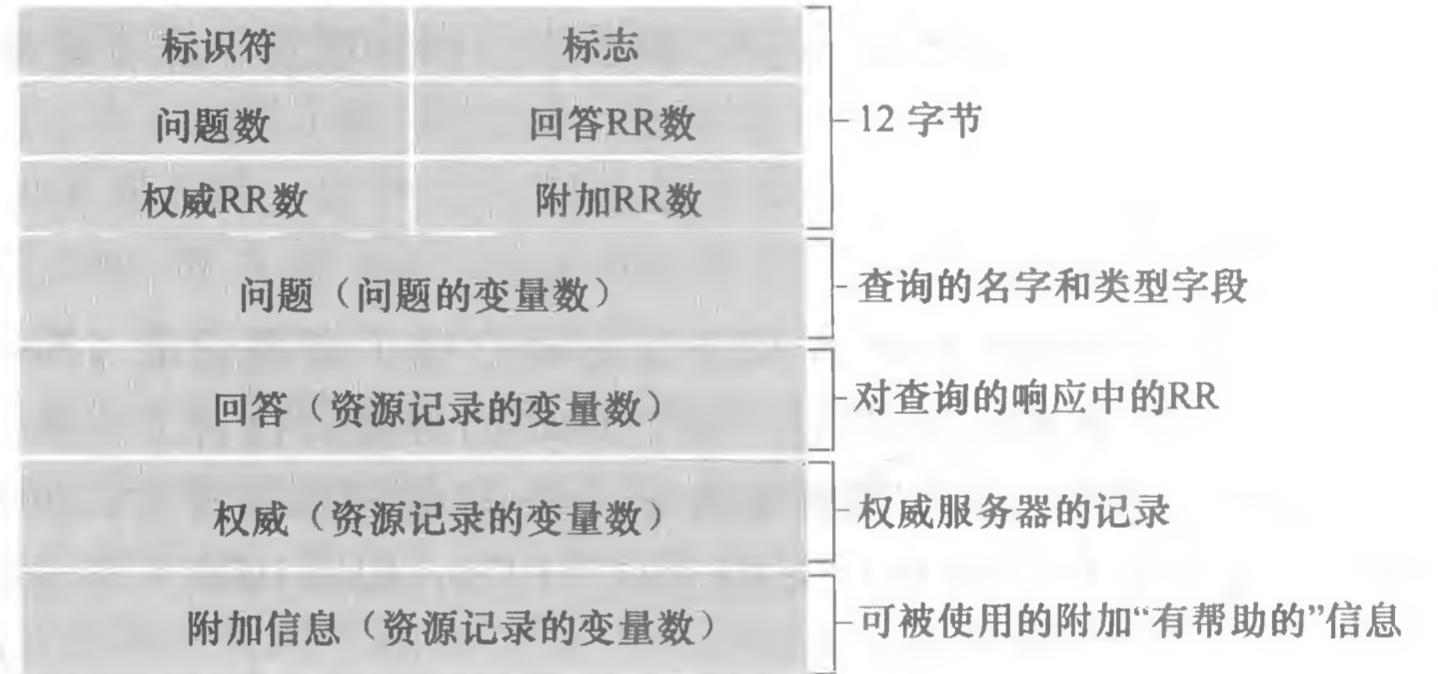 标识符 标志
问题数 回答RR数
12 字节
权威RR数 附加RR数
问题（问题的变量数）
查询的名字和类型字段
回答（资源记录的变量数）
对查询的响应中的RR
权威（资源记录的变量数）
权威服务器的记录
附加信息（资源记录的变量数）
可被使用的附加“有帮助的”信息